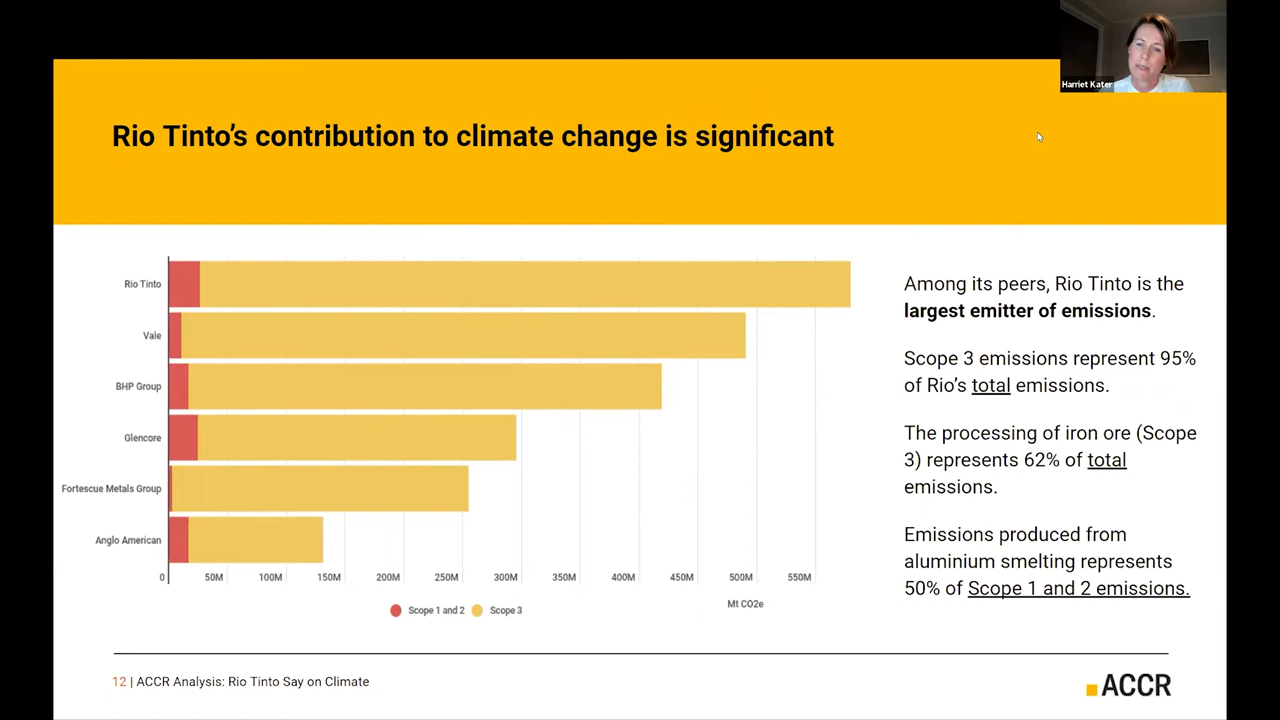 Harriet Kater
Rio Tinto's contribution to climate change is significant
Rio Tinto
Vale
BHP Group
Glencore
Fortescue Metals Group
Anglo American
0 50M 100M 150M 200M 250M 300M 350M 400M 450M 500M 550M
Mt CO2e
Scope 1 and 2 Scope 3
Among its peers, Rio Tinto is the
largest emitter of emissions.
Scope 3 emissions represent 95%
of Rio's total emissions.
The processing of iron ore (Scope
3) represents 62% of total
emissions.
Emissions produced from
aluminium smelting represents
50% of Scope 1 and 2 emissions.
12 | ACCR Analysis: Rio Tinto Say on Climate
ACCR